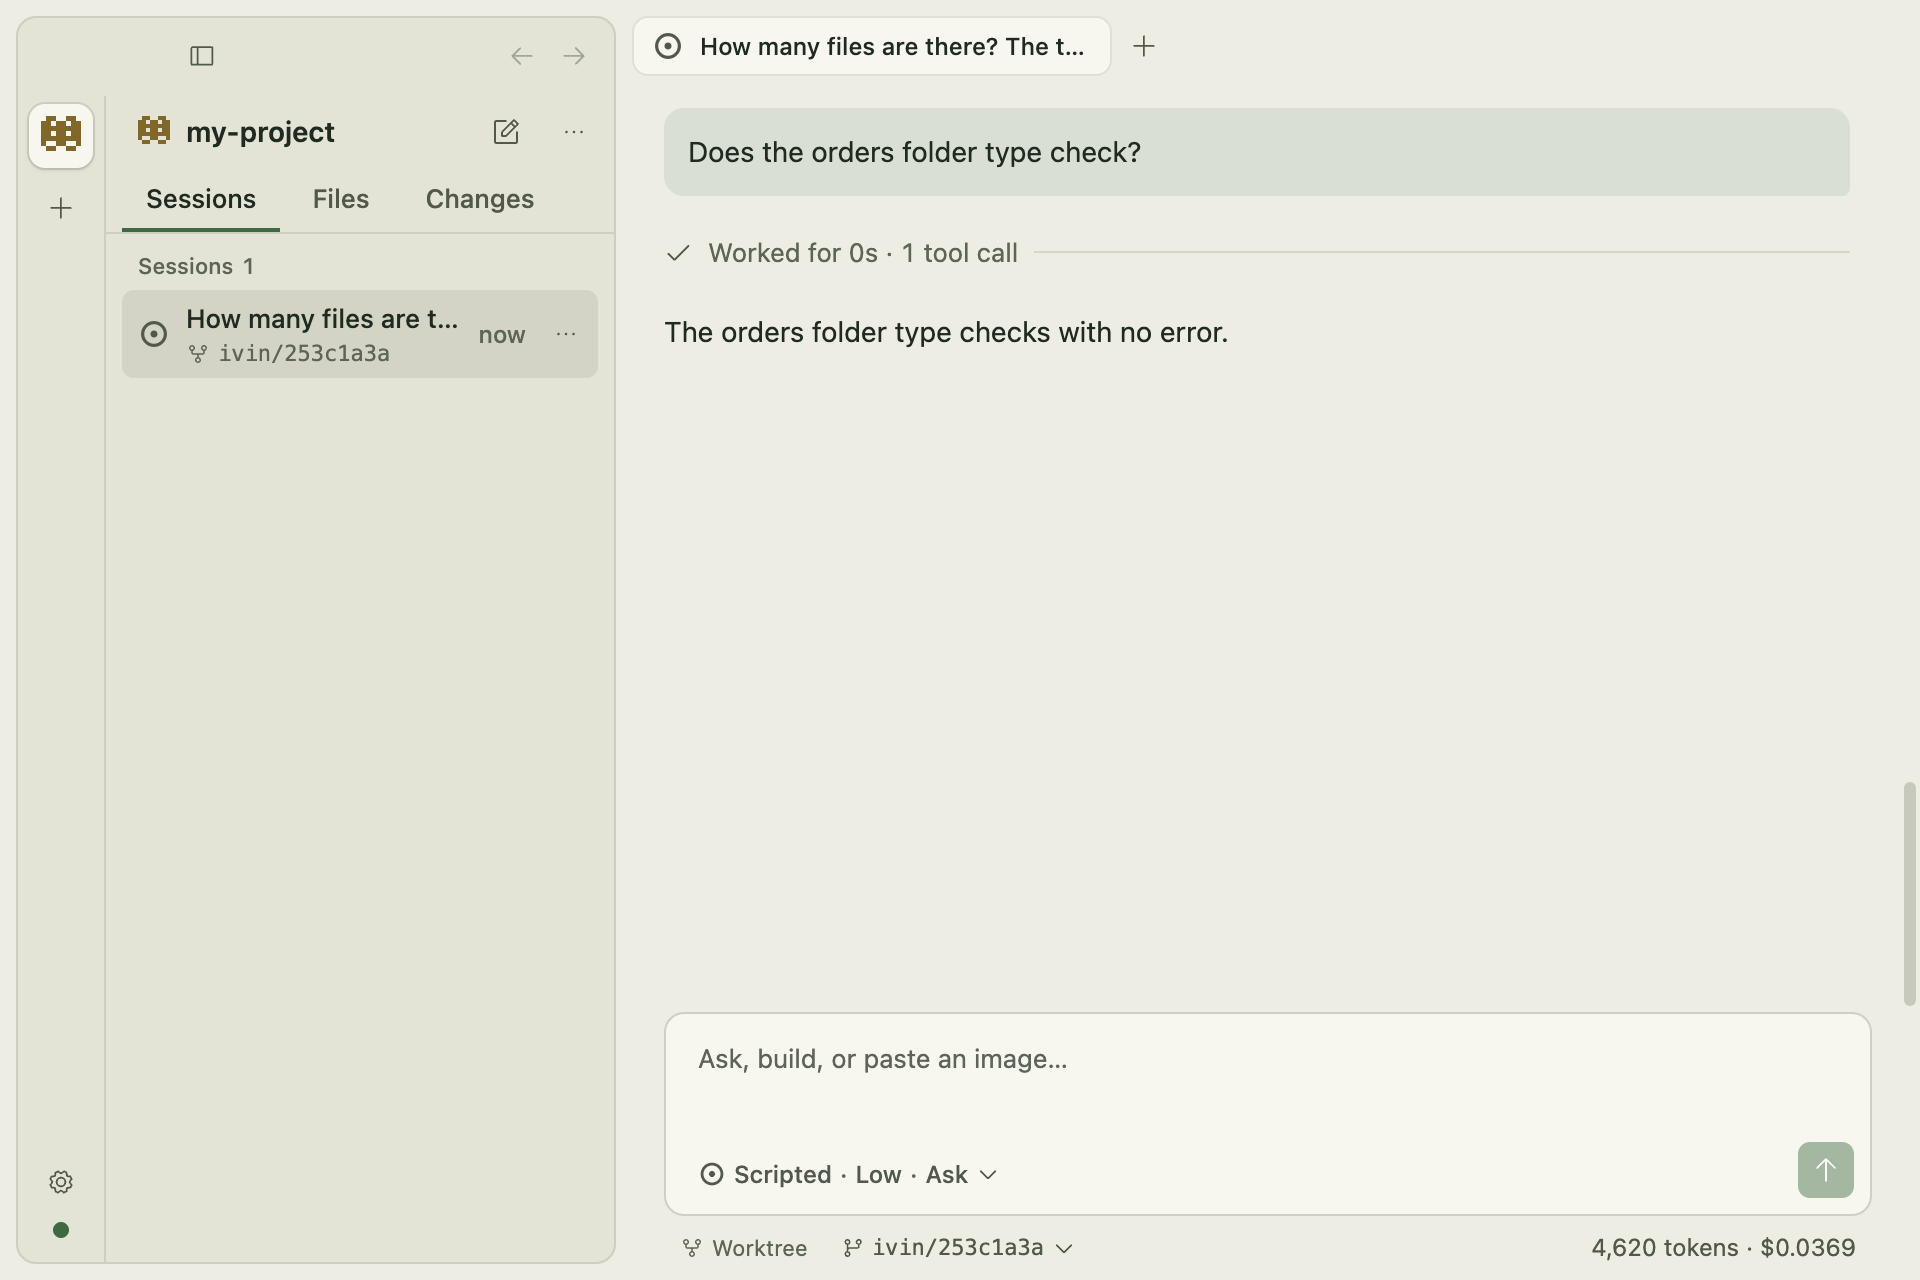 How many files are there? The t...
my-project
Sessions
Files
Changes
Sessions 1
How many files are t...
now
ivin/253c1a3a
Does the orders folder type check?
Worked for 0s · 1 tool call
The orders folder type checks with no error.
Ask, build, or paste an image...
Scripted · Low · Ask
Worktree
ivin/253c1a3a
4,620 tokens · $0.0369